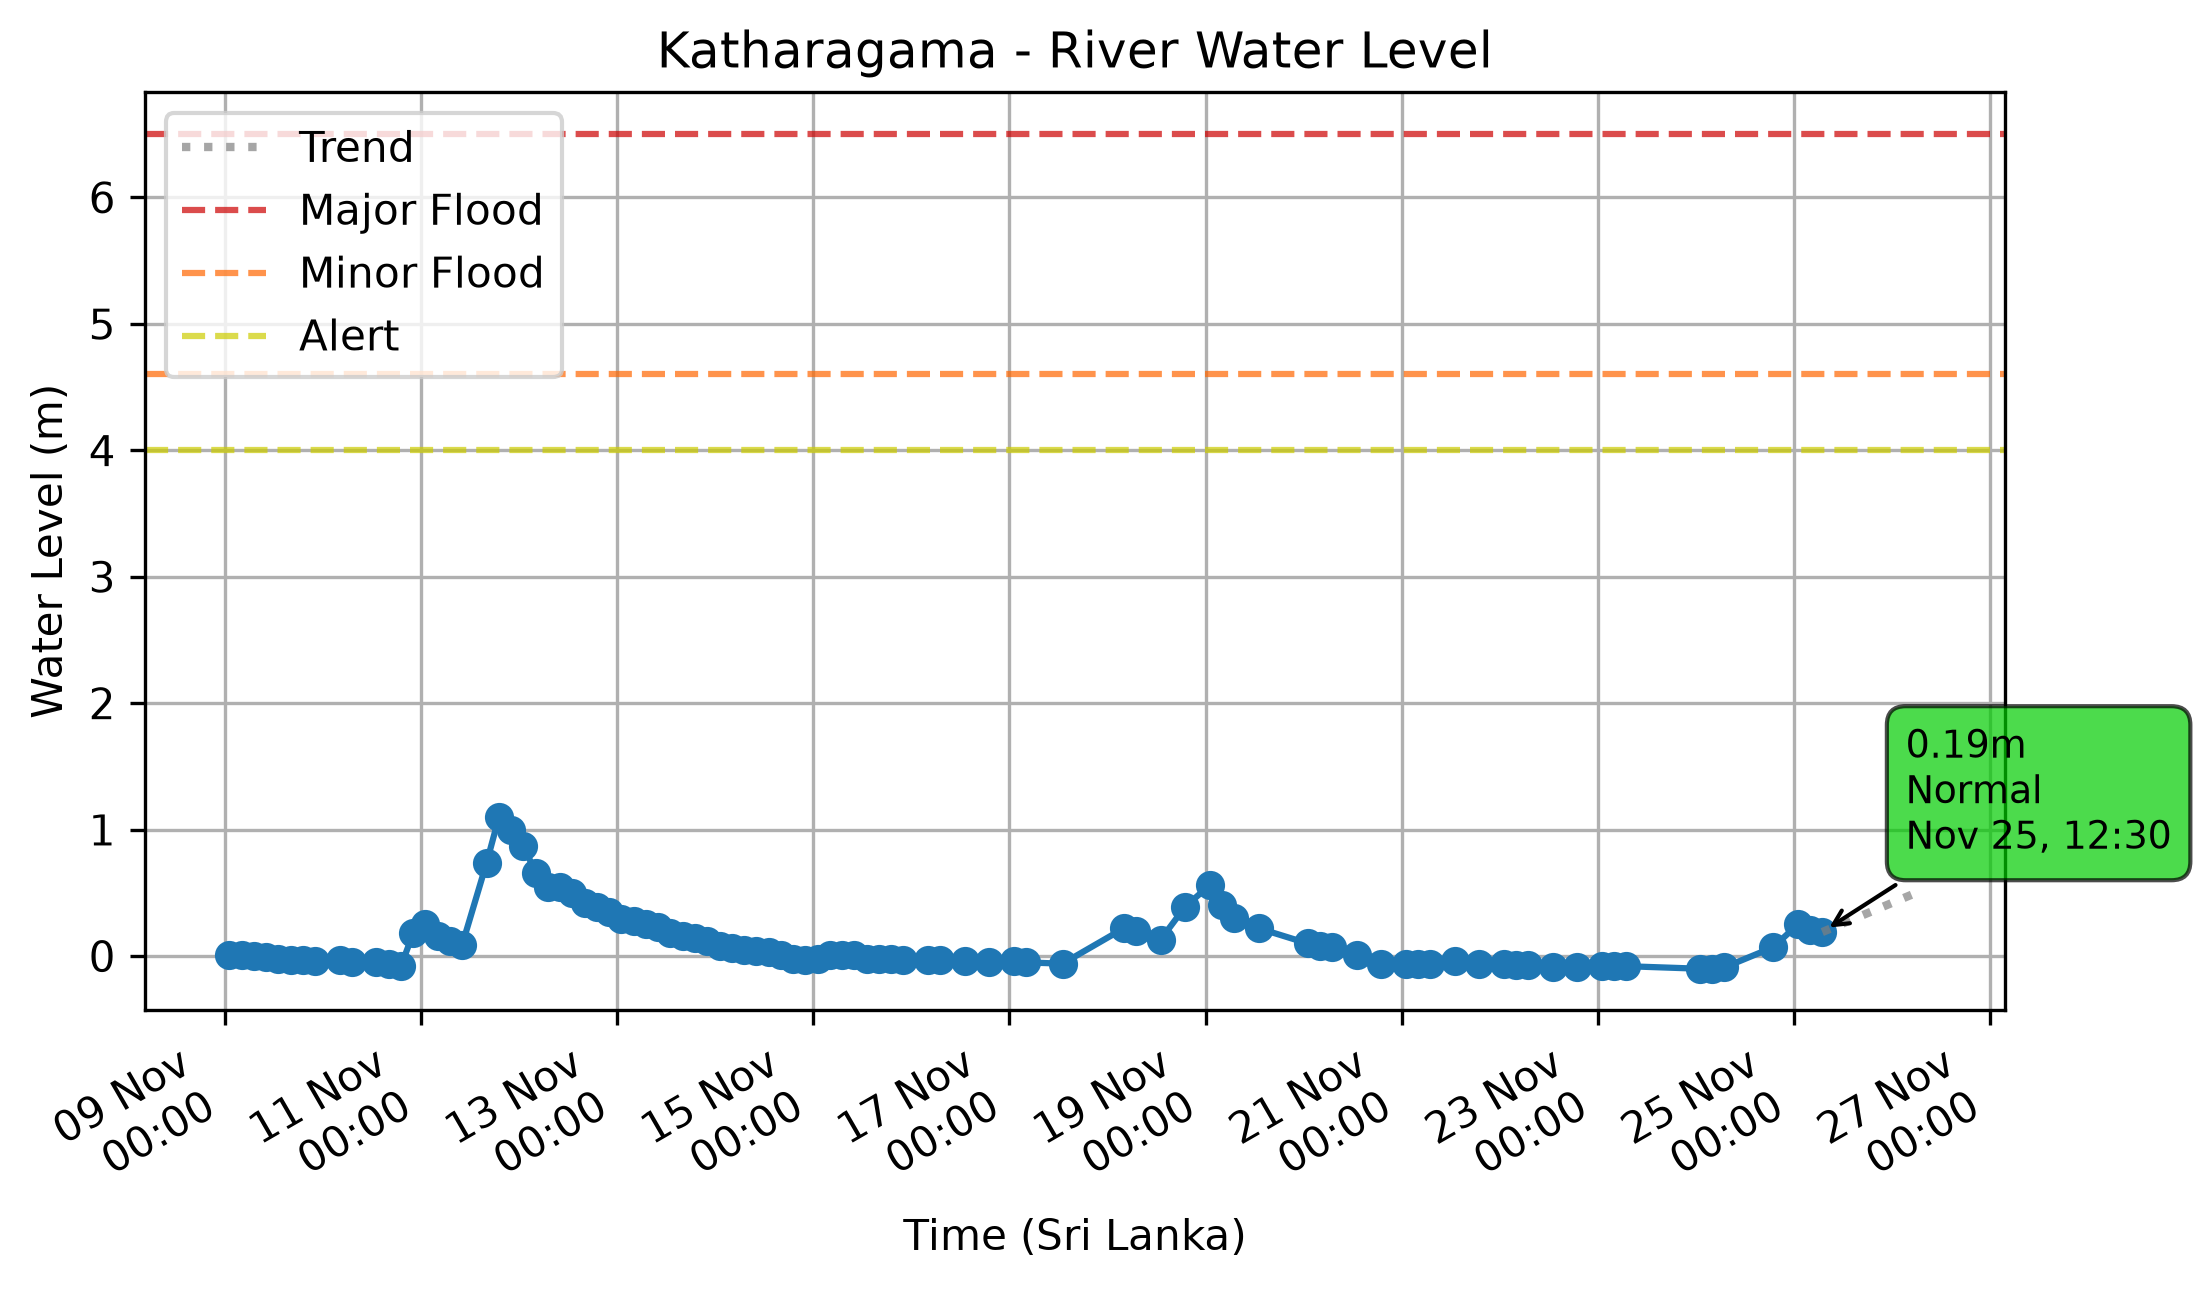 Katharagama - River Water Level
Trend
Major Flood
Minor Flood
Alert
Water Level (m)
6
5
4
3
2
1
0
0.19m
Normal
Nov 25, 12:30
09 Nov
00:00
11 Nov
00:00
13 Nov
00:00
15 Nov
00:00
17 Nov
00:00
19 Nov
00:00
21 Nov
00:00
23 Nov
00:00
25 Nov
00:00
27 Nov
00:00
Time (Sri Lanka)